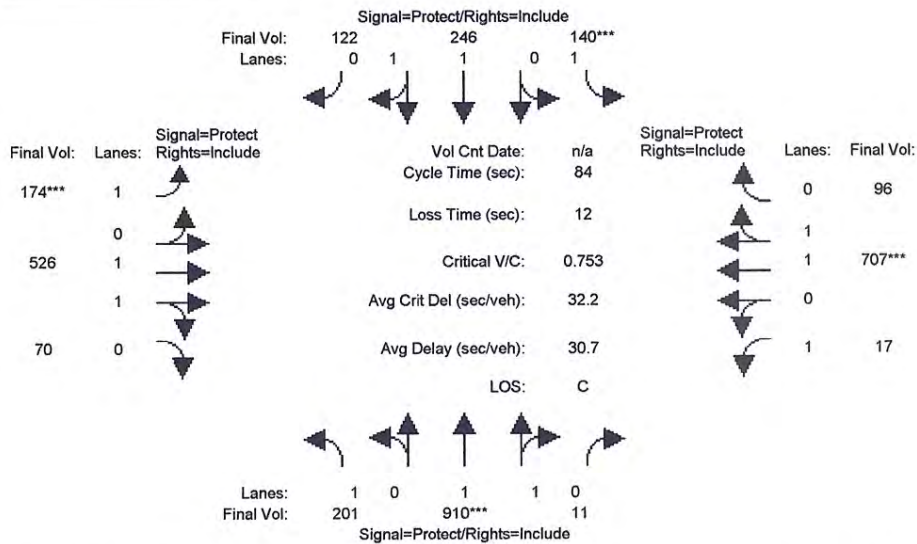 Signal=Protect/Rights=Include
Final Vol: 122 246 140***
Lanes: 0 1 1 0 1
Signal=Protect
Final Vol: Lanes: Rights=Include
174*** 1
0
526 1
1
70 0
Vol Cnt Date: n/a
Cycle Time (sec): 84
Loss Time (sec): 12
Critical V/C: 0.753
Avg Crit Del (sec/veh): 32.2
Avg Delay (sec/veh): 30.7
LOS: C
Signal=Protect
Rights=Include Lanes: Final Vol:
0 96
1
1 707***
0
1 17
Lanes: 1 0 1 1 0
Final Vol: 201 910*** 11
Signal=Protect/Rights=Include